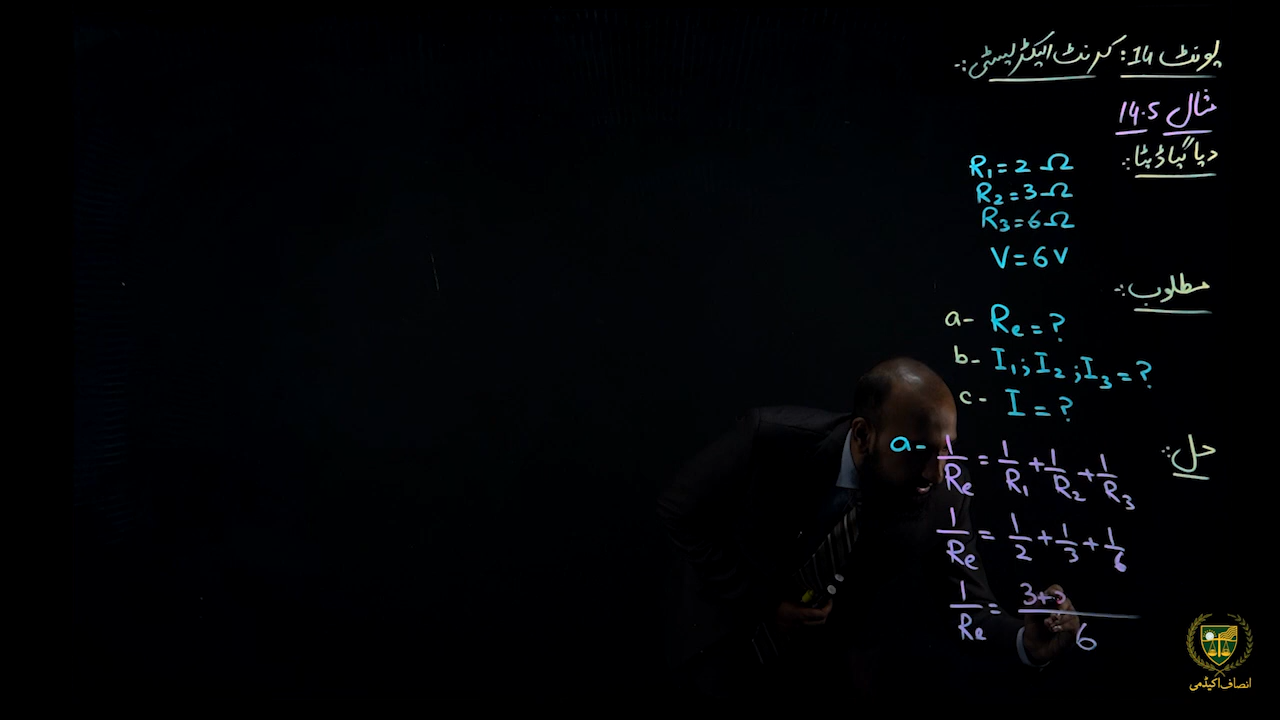 یونٹ 14: کرنٹ الیکٹریسٹی :-
مثال 14.5
دیا گیا ڈیٹا :-
R₁ = 2 Ω
R₂ = 3 Ω
R₃ = 6 Ω
V = 6 V
مطلوب :-
a- Rₑ = ?
b- I₁ ; I₂ ; I₃ = ?
c- I = ?
حل :-
a- 1/Rₑ = 1/R₁ + 1/R₂ + 1/R₃
1/Rₑ = 1/2 + 1/3 + 1/6
1/Rₑ = 3+ /6
انصاف اکیڈمی